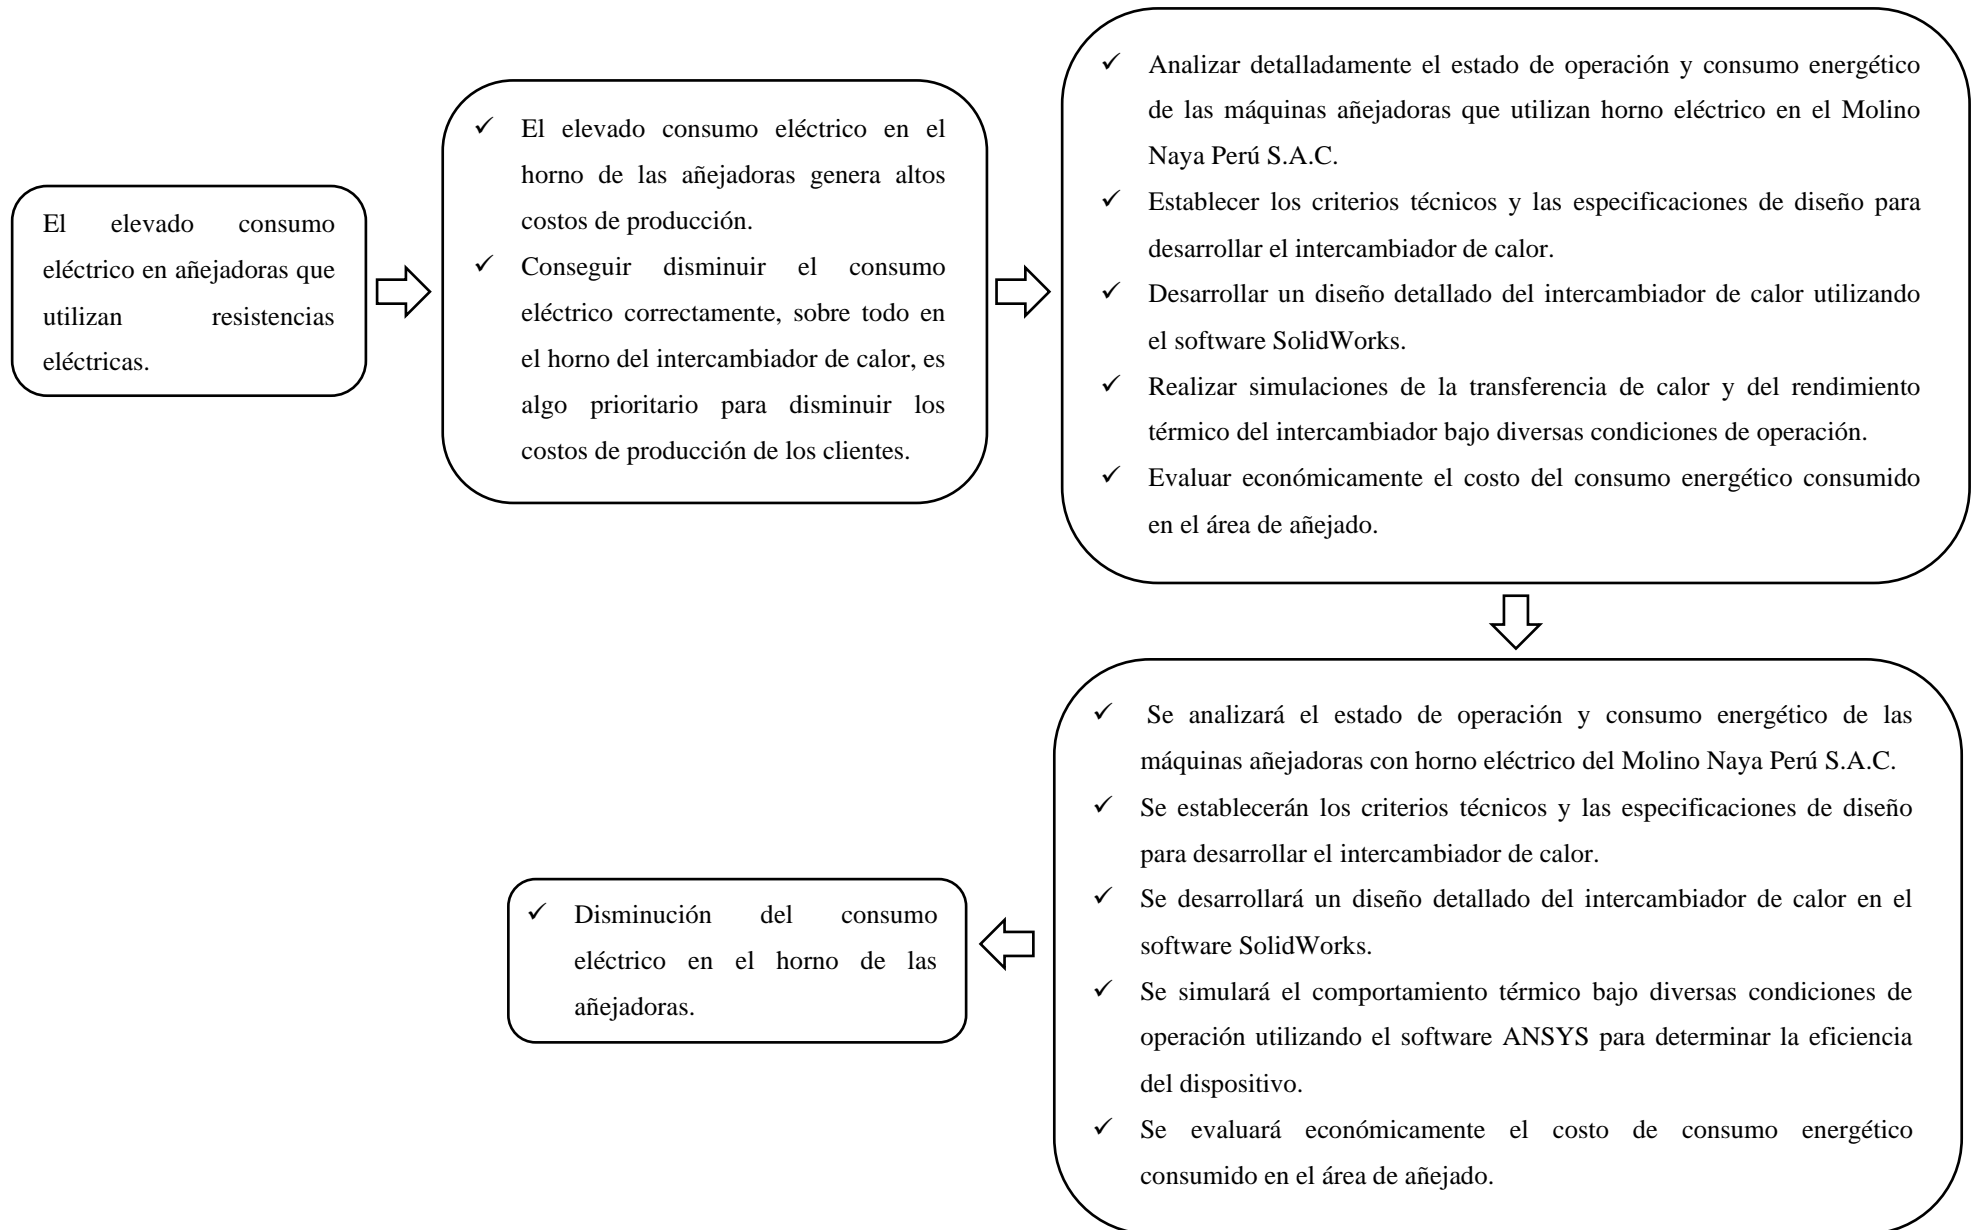 El elevado consumo
eléctrico en añejadoras que
utilizan resistencias
eléctricas.
✓ El elevado consumo eléctrico en el
horno de las añejadoras genera altos
costos de producción.
✓ Conseguir disminuir el consumo
eléctrico correctamente, sobre todo en
el horno del intercambiador de calor, es
algo prioritario para disminuir los
costos de producción de los clientes.
✓ Analizar detalladamente el estado de operación y consumo energético
de las máquinas añejadoras que utilizan horno eléctrico en el Molino
Naya Perú S.A.C.
✓ Establecer los criterios técnicos y las especificaciones de diseño para
desarrollar el intercambiador de calor.
✓ Desarrollar un diseño detallado del intercambiador de calor utilizando
el software SolidWorks.
✓ Realizar simulaciones de la transferencia de calor y del rendimiento
térmico del intercambiador bajo diversas condiciones de operación.
✓ Evaluar económicamente el costo del consumo energético consumido
en el área de añejado.
✓ Se analizará el estado de operación y consumo energético de las
máquinas añejadoras con horno eléctrico del Molino Naya Perú S.A.C.
✓ Se establecerán los criterios técnicos y las especificaciones de diseño
para desarrollar el intercambiador de calor.
✓ Se desarrollará un diseño detallado del intercambiador de calor en el
software SolidWorks.
✓ Se simulará el comportamiento térmico bajo diversas condiciones de
operación utilizando el software ANSYS para determinar la eficiencia
del dispositivo.
✓ Se evaluará económicamente el costo de consumo energético
consumido en el área de añejado.
✓ Disminución del consumo
eléctrico en el horno de las
añejadoras.